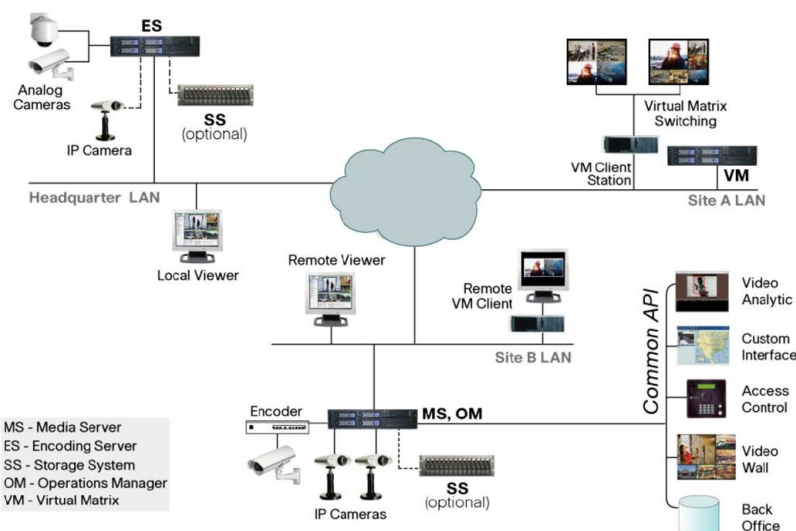 ES
Analog
Cameras
SS
(optional)
IP Camera
Headquarter LAN
Local Viewer
Virtual Matrix
Switching
VM Client
Station
VM
Site A LAN
Remote Viewer
Remote
VM Client
Site B LAN
Encoder
MS, OM
IP Cameras
SS
(optional)
Common API
Video
Analytic
Custom
Interface
Access
Control
Video
Wall
Back
Office
MS - Media Server
ES - Encoding Server
SS - Storage System
OM - Operations Manager
VM - Virtual Matrix